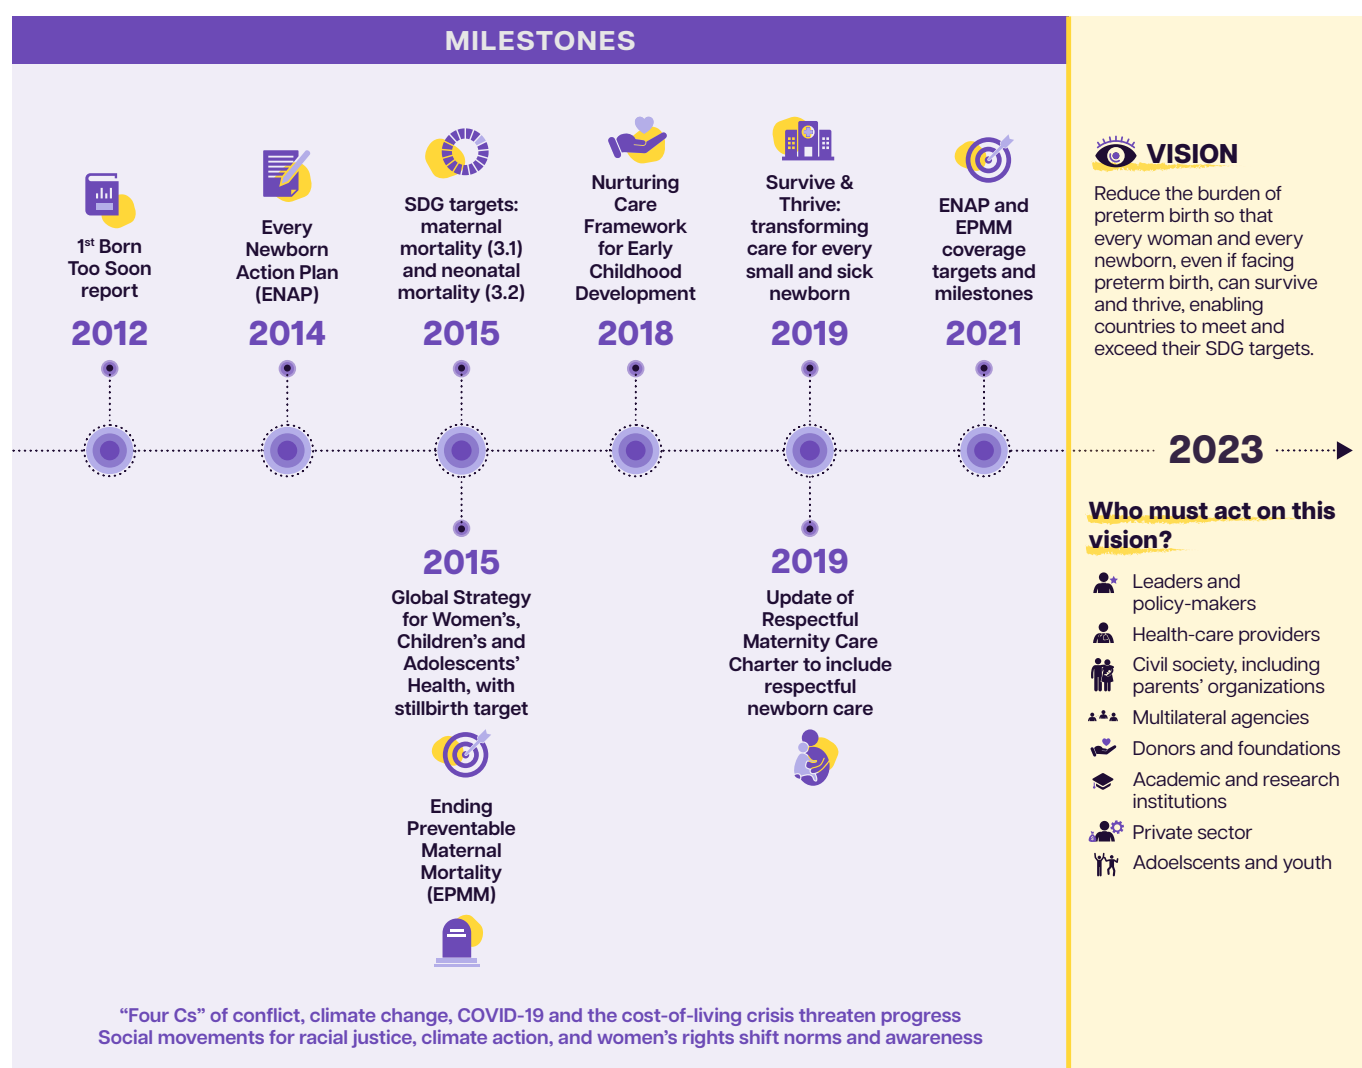 MILESTONES
1st Born
Too Soon
report
2012
Every
Newborn
Action Plan
(ENAP)
2014
SDG targets:
maternal
mortality (3.1)
and neonatal
mortality (3.2)
2015
Nurturing
Care
Framework
for Early
Childhood
Development
2018
Survive &
Thrive:
transforming
care for every
small and sick
newborn
2019
ENAP and
EPMM
coverage
targets and
milestones
2021
2015
Global Strategy
for Women’s,
Children’s and
Adolescents’
Health, with
stillbirth target
Ending
Preventable
Maternal
Mortality
(EPMM)
2019
Update of
Respectful
Maternity Care
Charter to include
respectful
newborn care
“Four Cs” of conflict, climate change, COVID-19 and the cost-of-living crisis threaten progress
Social movements for racial justice, climate action, and women’s rights shift norms and awareness
VISION
Reduce the burden of
preterm birth so that
every woman and every
newborn, even if facing
preterm birth, can survive
and thrive, enabling
countries to meet and
exceed their SDG targets.
2023
Who must act on this
vision?
Leaders and
policy-makers
Health-care providers
Civil society, including
parents’ organizations
Multilateral agencies
Donors and foundations
Academic and research
institutions
Private sector
Adoelscents and youth